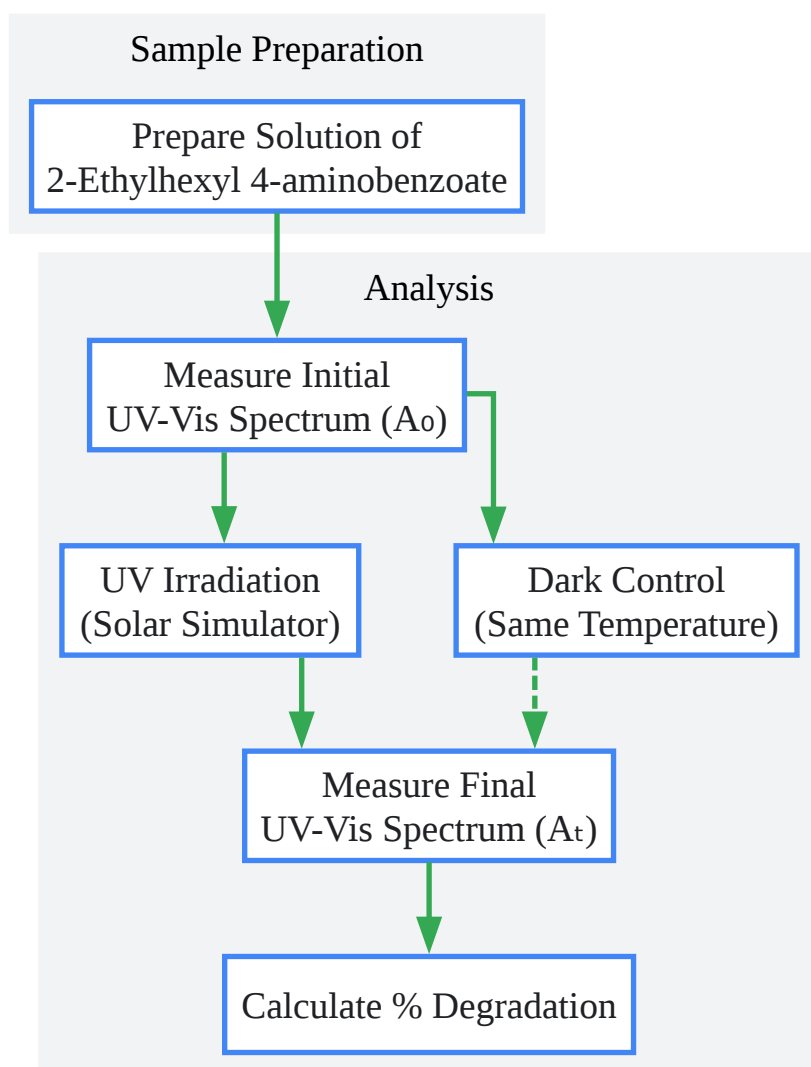 Sample Preparation
Prepare Solution of
2-Ethylhexyl 4-aminobenzoate
Analysis
Measure Initial
UV-Vis Spectrum (A₀)
UV Irradiation
(Solar Simulator)
Dark Control
(Same Temperature)
Measure Final
UV-Vis Spectrum (Aₜ)
Calculate % Degradation